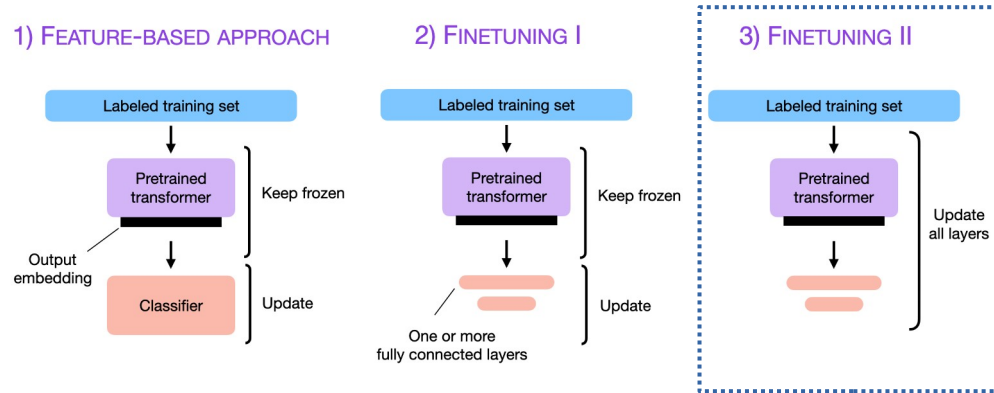 1) FEATURE-BASED APPROACH
Labeled training set
Pretrained
transformer
Keep frozen
Output
embedding
Classifier
Update
2) FINETUNING I
Labeled training set
Pretrained
transformer
Keep frozen
Update
One or more
fully connected layers
3) FINETUNING II
Labeled training set
Pretrained
transformer
Update
all layers